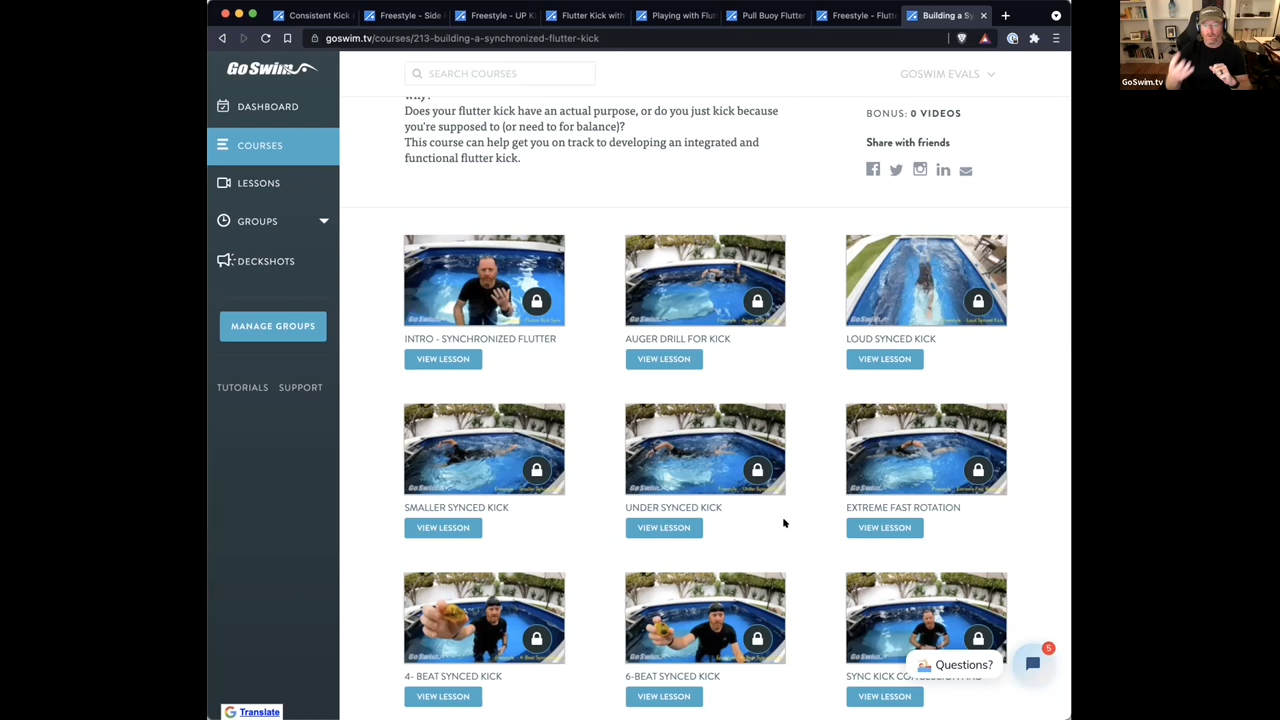 Consistent Kick
Freestyle - Side
Freestyle - UP K
Flutter Kick with
Playing with Flut
Pull Buoy Flutter
Freestyle - Flutte
Building a Sy
goswim.tv/courses/213-building-a-synchronized-flutter-kick
GoSwim
SEARCH COURSES
GOSWIM EVALS
GoSwim.tv
DASHBOARD
COURSES
LESSONS
GROUPS
DECKSHOTS
MANAGE GROUPS
TUTORIALS SUPPORT
why?
Does your flutter kick have an actual purpose, or do you just kick because
you're supposed to (or need to for balance)?
This course can help get you on track to developing an integrated and
functional flutter kick.
BONUS: 0 VIDEOS
Share with friends
INTRO - SYNCHRONIZED FLUTTER
VIEW LESSON
AUGER DRILL FOR KICK
VIEW LESSON
LOUD SYNCED KICK
VIEW LESSON
SMALLER SYNCED KICK
VIEW LESSON
UNDER SYNCED KICK
VIEW LESSON
EXTREME FAST ROTATION
VIEW LESSON
4- BEAT SYNCED KICK
VIEW LESSON
6-BEAT SYNCED KICK
VIEW LESSON
SYNC KICK
VIEW LESSON
Questions?
5
Translate